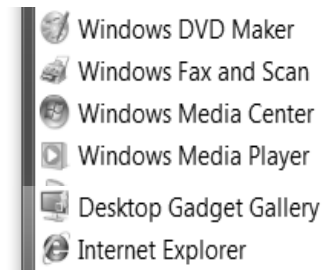 Windows DVD Maker
Windows Fax and Scan
Windows Media Center
Windows Media Player
Desktop Gadget Gallery
Internet Explorer